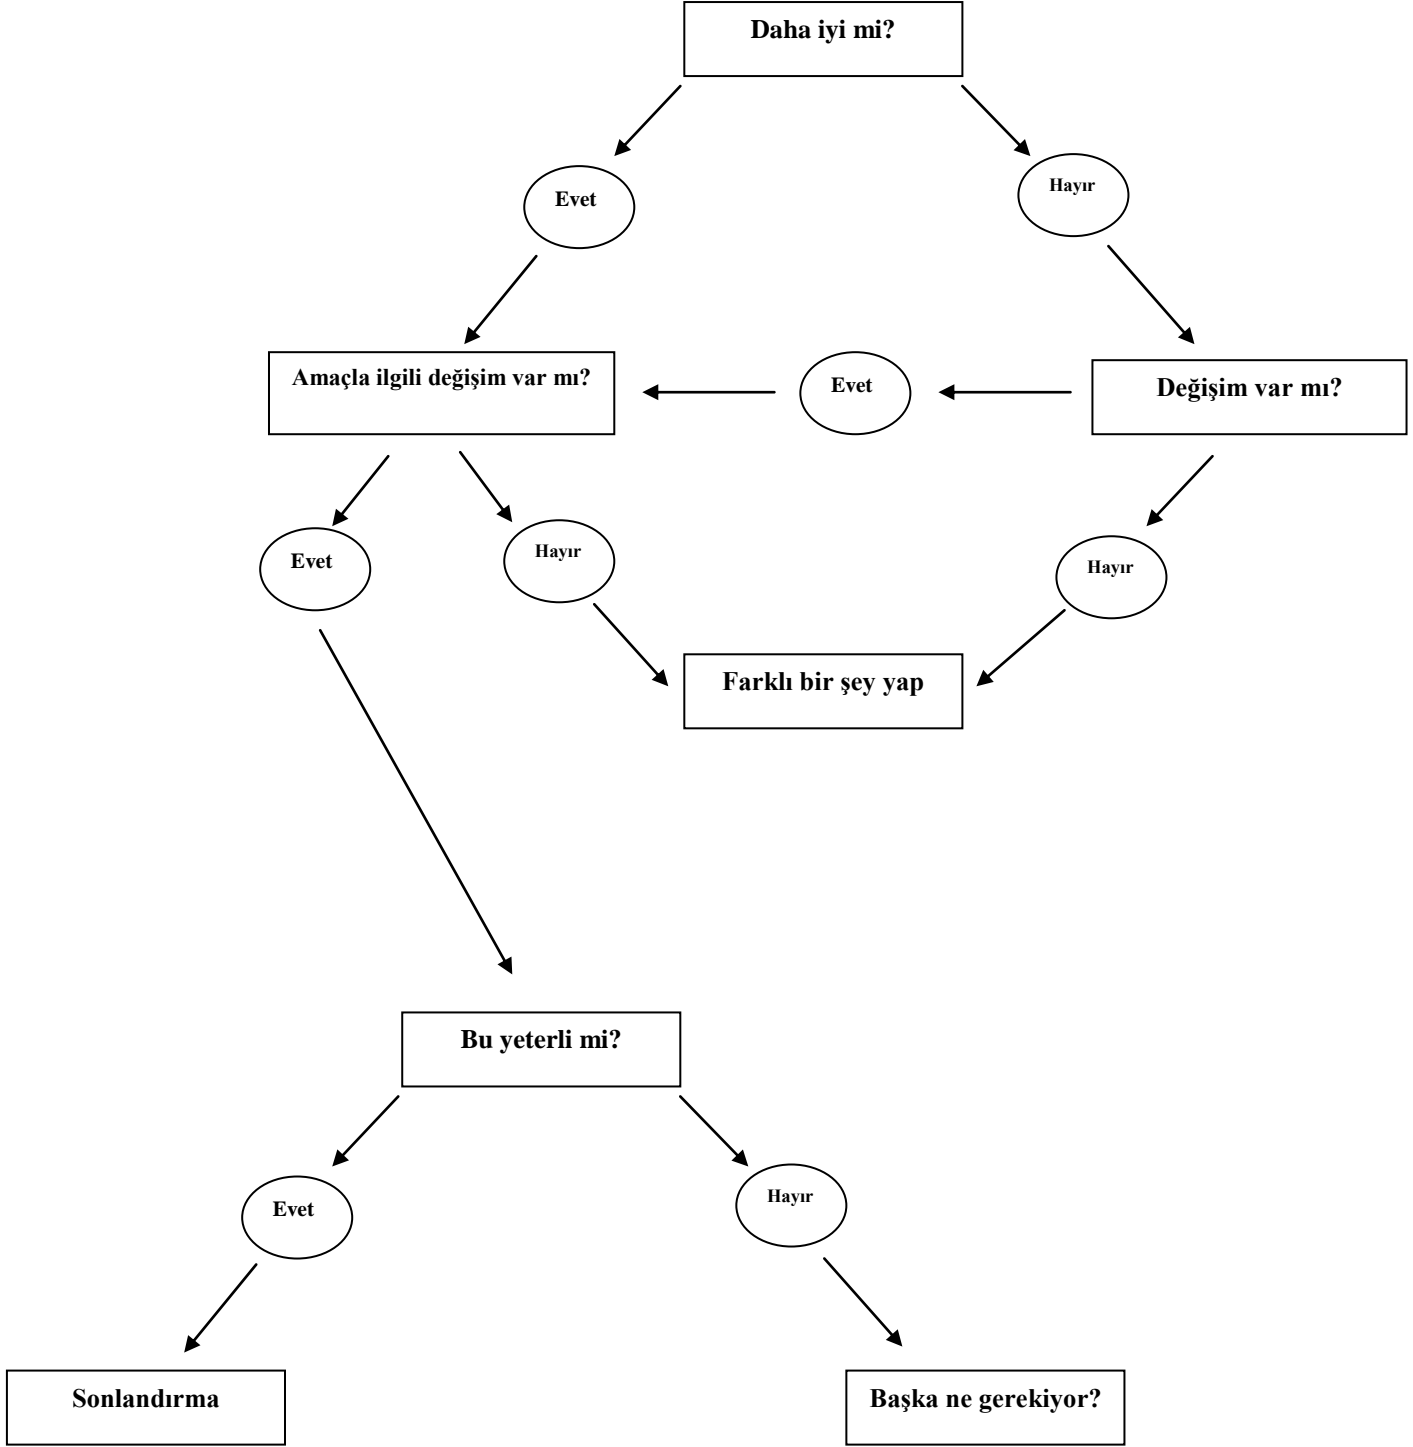 Daha iyi mi?
Evet
Hayır
Amaçla ilgili değişim var mı?
Evet
Değişim var mı?
Evet
Hayır
Hayır
Farklı bir şey yap
Bu yeterli mi?
Evet
Hayır
Sonlandırma
Başka ne gerekiyor?